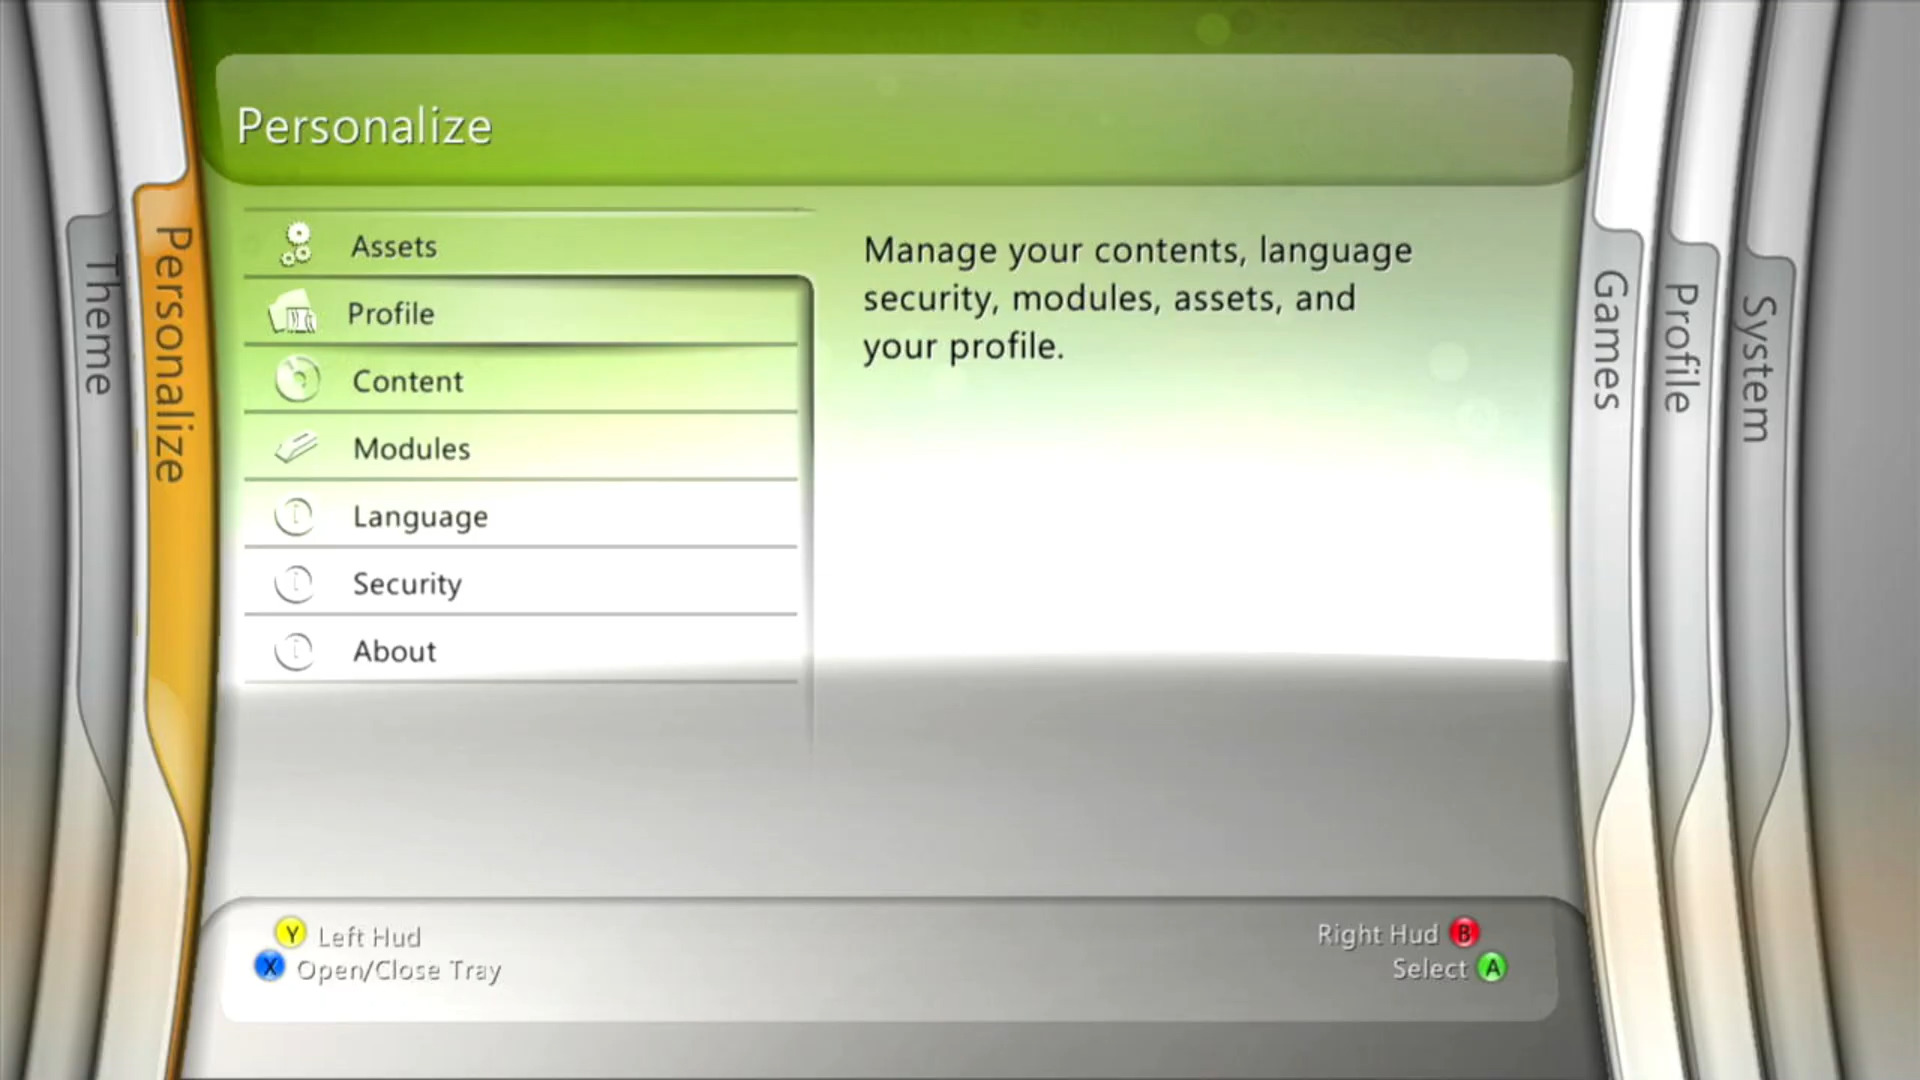 Personalize
Theme
Personalize
Assets
Profile
Content
Modules
Language
Security
About
Manage your contents, language
security, modules, assets, and
your profile.
Games
Profile
System
Y Left Hud
X Open/Close Tray
Right Hud B
Select A